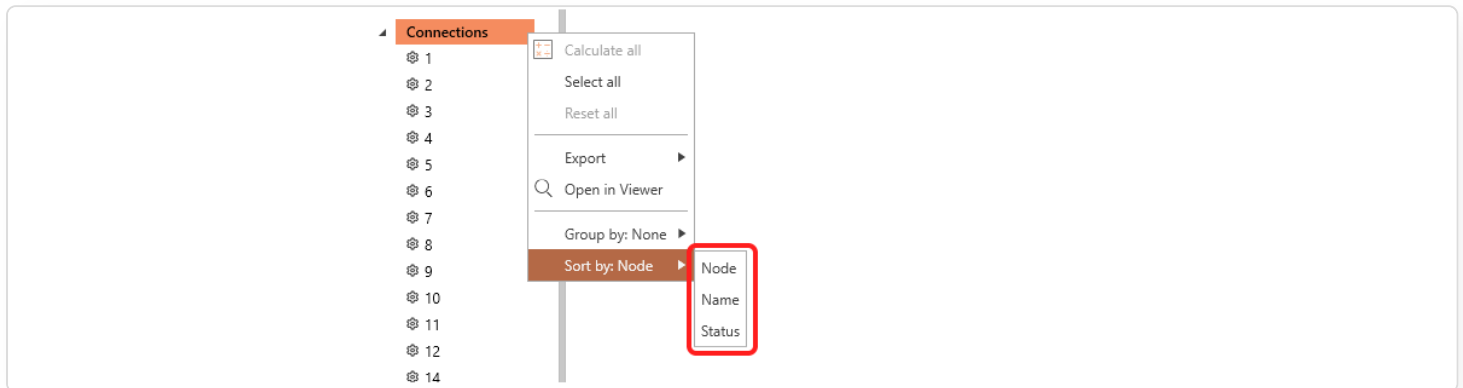 Connections
1
2
3
4
5
6
7
8
9
10
11
12
14
Calculate all
Select all
Reset all
Export
Open in Viewer
Group by: None
Sort by: Node
Node
Name
Status